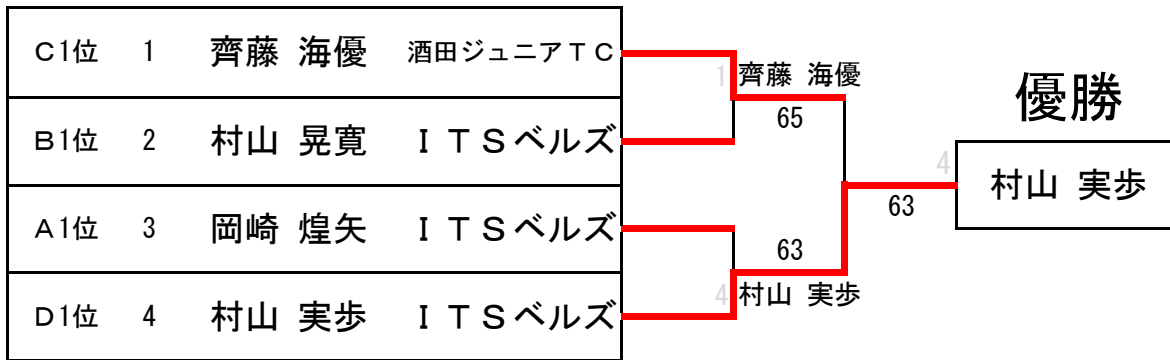 C1位 1 齊藤 海優 酒田ジュニアTC
1 齊藤 海優
65
B1位 2 村山 晃寛 ITSベルズ
優勝
4 村山 実歩
63
A1位 3 岡崎 煌矢 ITSベルズ
63
4 村山 実歩
D1位 4 村山 実歩 ITSベルズ